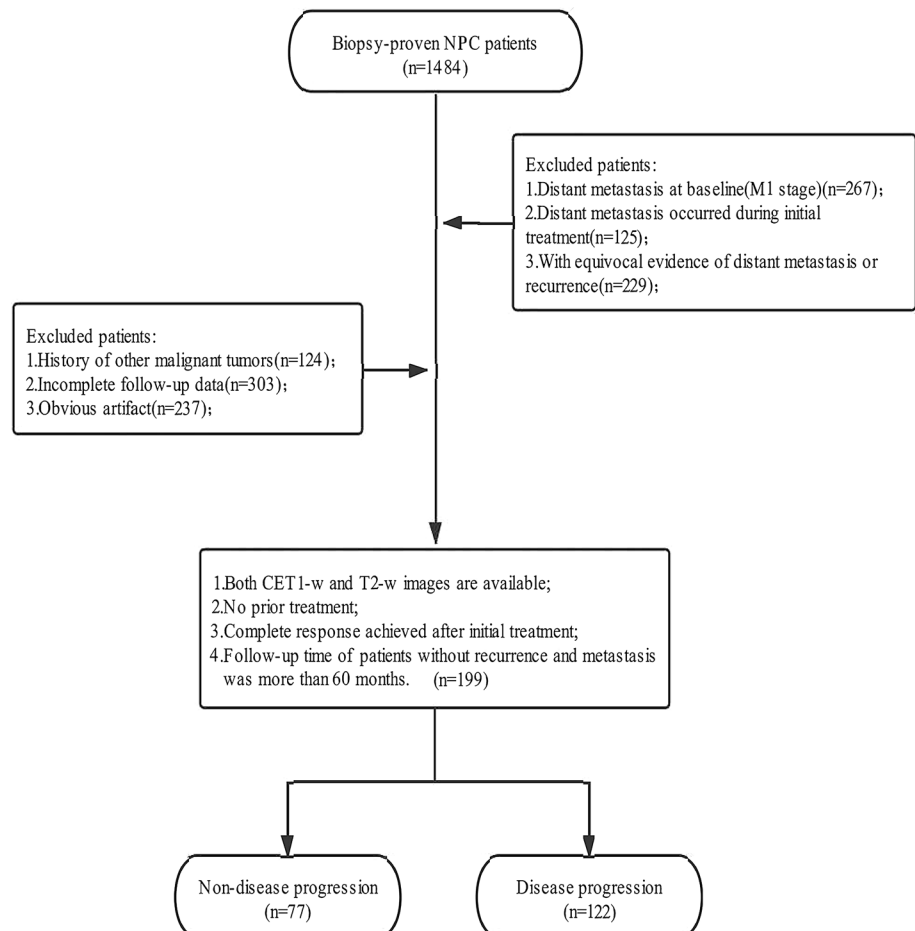 Biopsy-proven NPC patients
(n=1484)
Excluded patients:
1.Distant metastasis at baseline(M1 stage)(n=267);
2.Distant metastasis occurred during initial
treatment(n=125);
3.With equivocal evidence of distant metastasis or
recurrence(n=229);
Excluded patients:
1.History of other malignant tumors(n=124);
2.Incomplete follow-up data(n=303);
3.Obvious artifact(n=237);
1.Both CET1-w and T2-w images are available;
2.No prior treatment;
3.Complete response achieved after initial treatment;
4.Follow-up time of patients without recurrence and metastasis
was more than 60 months. (n=199)
Non-disease progression
(n=77)
Disease progression
(n=122)